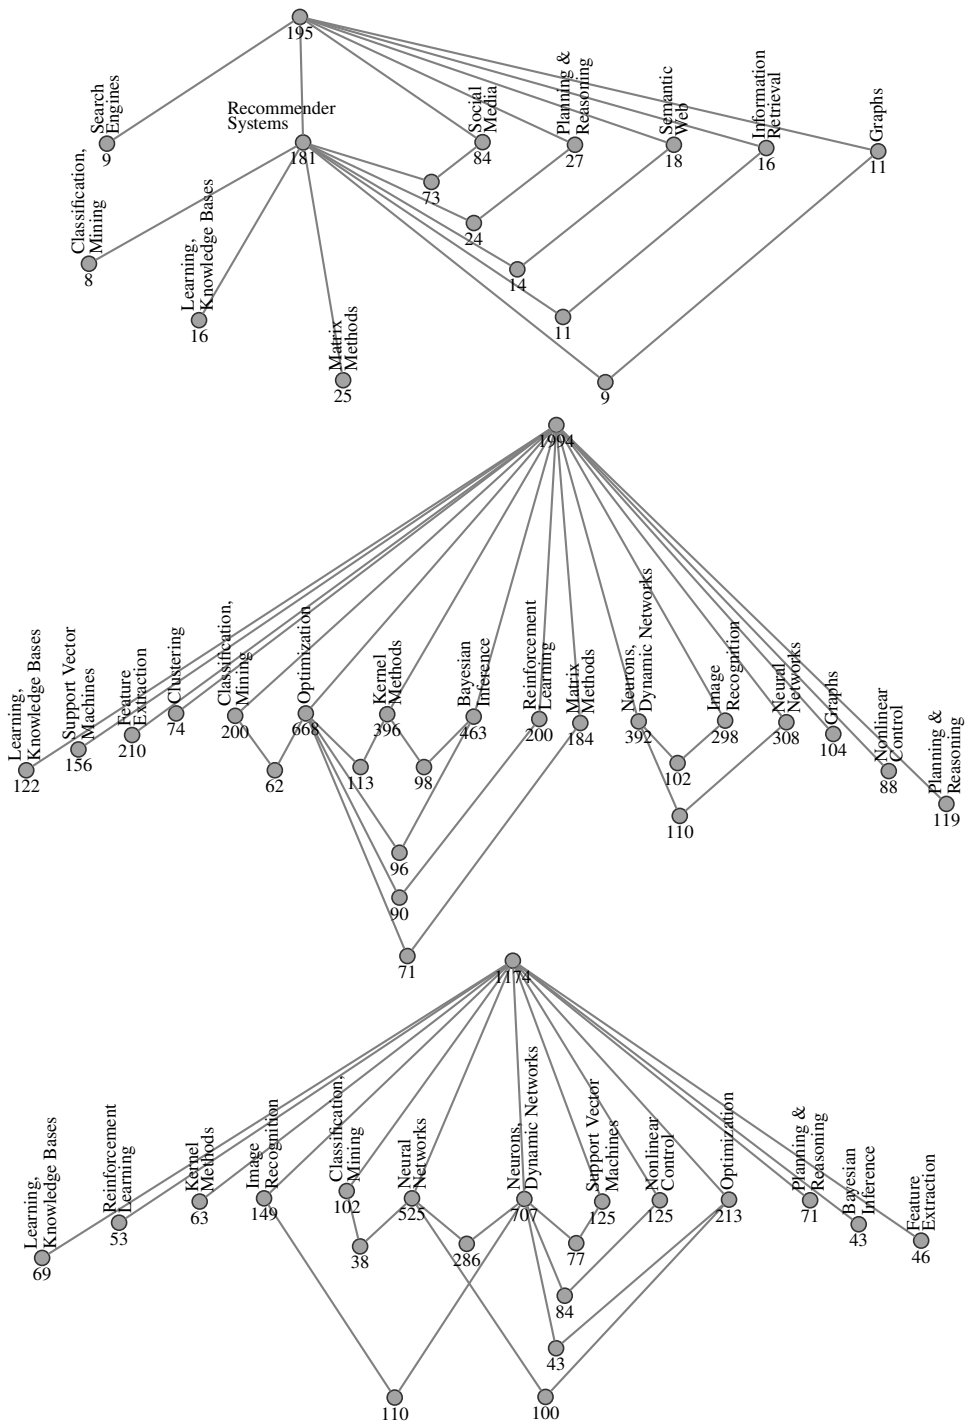 195
Search
Engines
9
Recommender
Systems
181
Social
Media
84
Planning &
Reasoning
27
Semantic
Web
18
Information
Retrieval
16
Graphs
11
Classification,
Mining
8
Learning,
Knowledge Bases
16
Matrix
Methods
25
73
24
14
11
9
1994
Learning,
Knowledge Bases
122
Support Vector
Machines
156
Feature
Extraction
210
Clustering
74
Classification,
Mining
200
Optimization
668
Kernel
Methods
396
Bayesian
Inference
463
Reinforcement
Learning
200
Matrix
Methods
184
Neurons,
Dynamic Networks
392
Image
Recognition
298
Neural
Networks
308
Graphs
104
Nonlinear
Control
88
Planning &
Reasoning
119
62
113
98
102
110
96
90
71
1174
Learning,
Knowledge Bases
69
Reinforcement
Learning
53
Kernel
Methods
63
Image
Recognition
149
Classification,
Mining
102
Neural
Networks
525
Neurons,
Dynamic Networks
707
Support Vector
Machines
125
Nonlinear
Control
125
Optimization
213
Planning &
Reasoning
71
Bayesian
Inference
43
Feature
Extraction
46
38
286
77
84
43
110
100